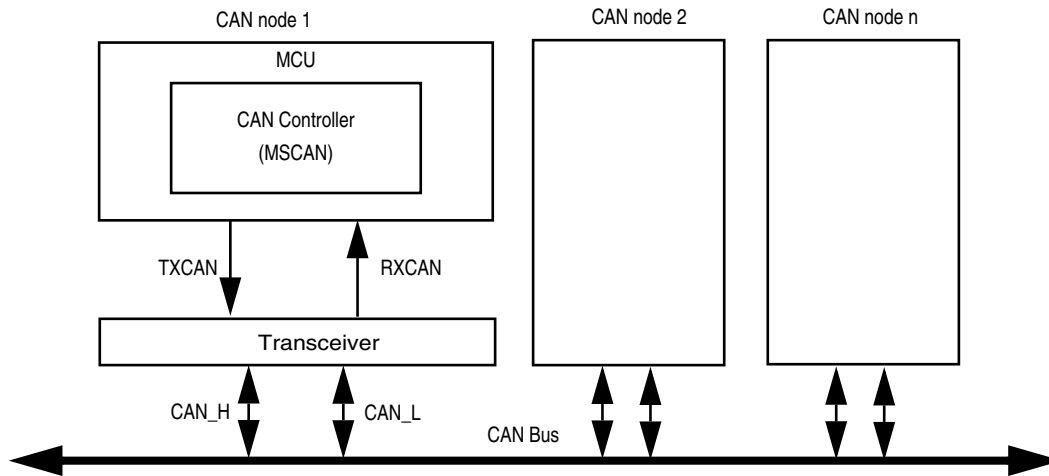 CAN node 1
CAN node 2
CAN node n
MCU
CAN Controller
(MSCAN)
TXCAN
RXCAN
Transceiver
CAN_H
CAN_L
CAN Bus